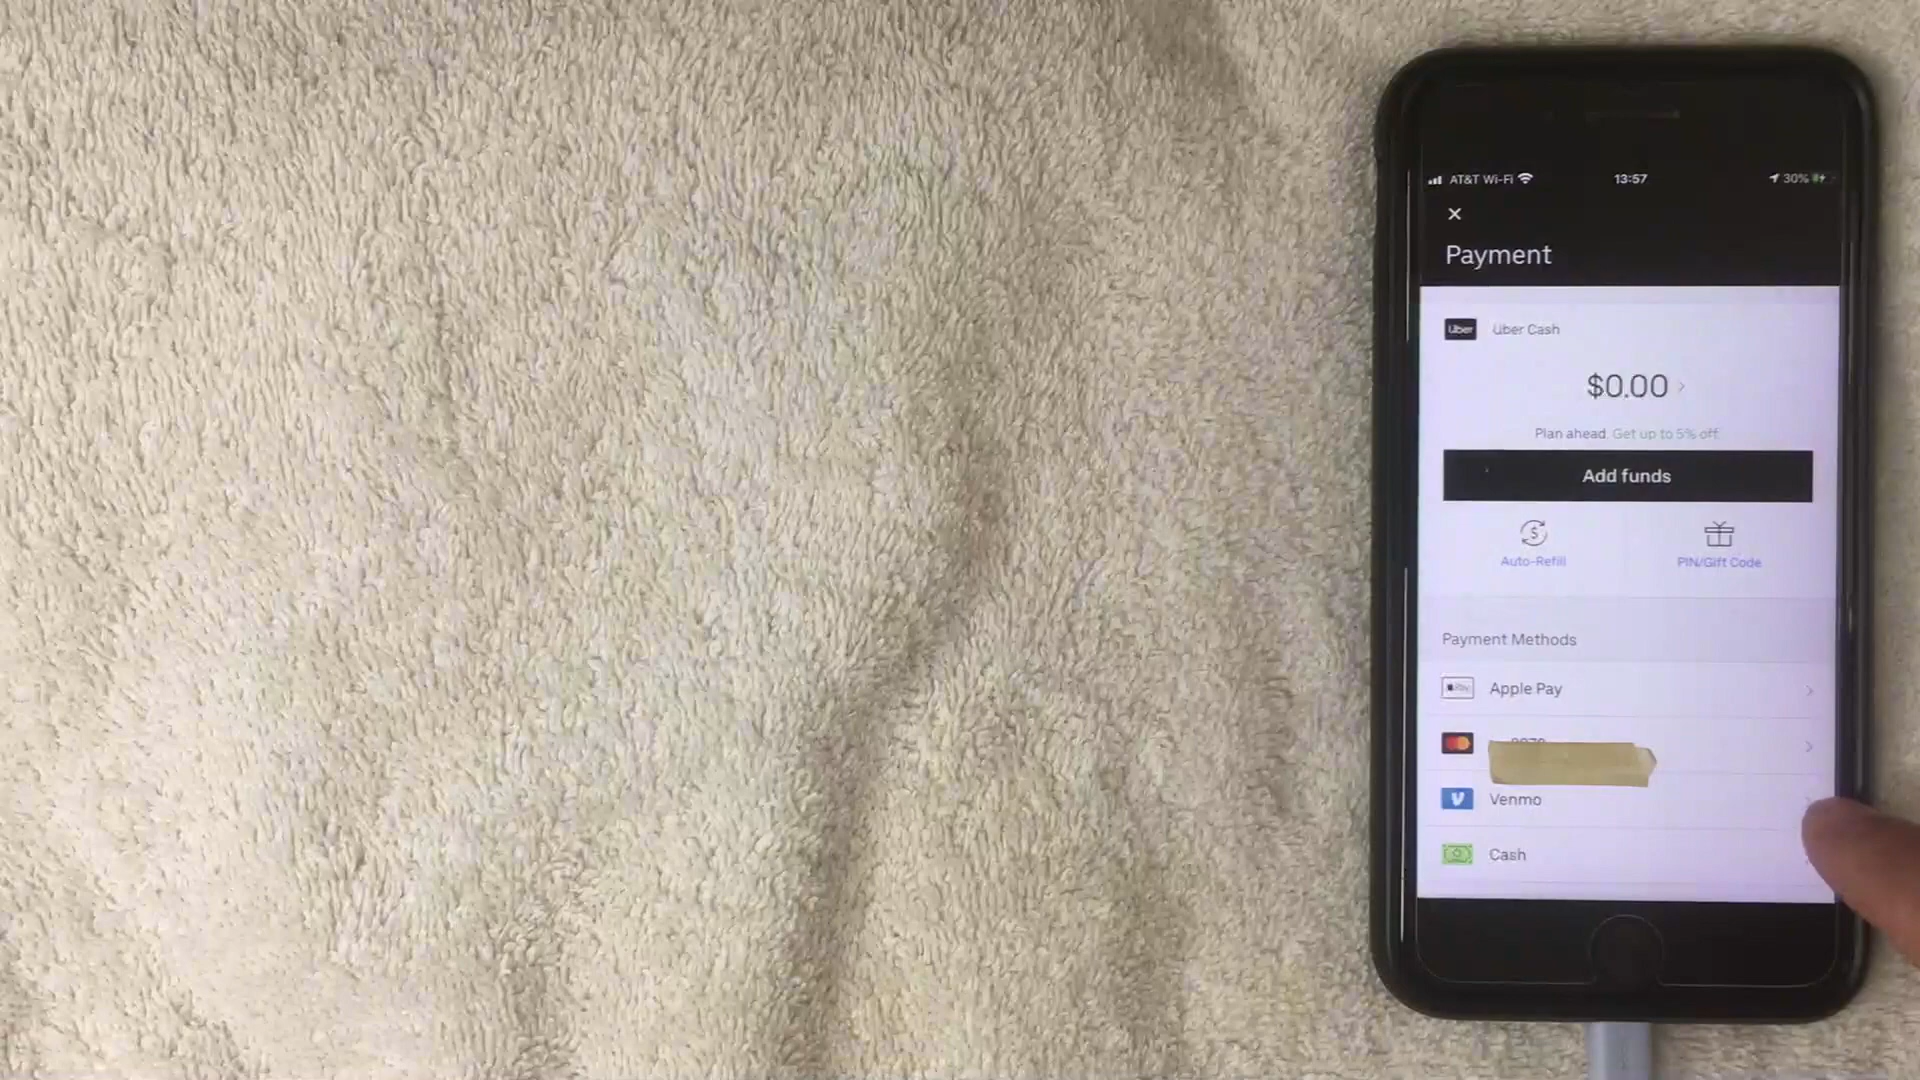 AT&T Wi-Fi 13:57 30%
Payment
Uber Uber Cash
$0.00
Plan ahead. Get up to 5% off.
Add funds
Auto-Refill PIN/Gift Code
Payment Methods
Apple Pay
Venmo
Cash